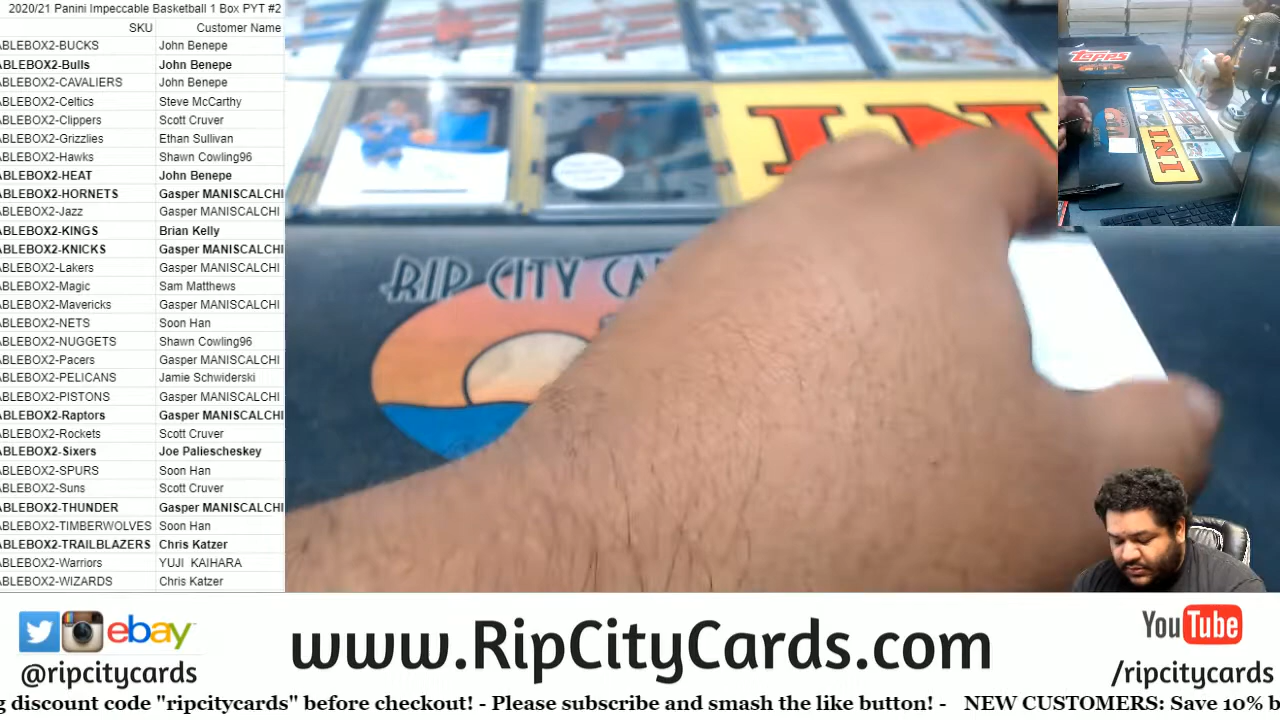 2020/21 Panini Impeccable Basketball 1 Box PYT #2
SKU Customer Name
ABLEBOX2-BUCKS John Benepe
ABLEBOX2-Bulls John Benepe
ABLEBOX2-CAVALIERS John Benepe
ABLEBOX2-Celtics Steve McCarthy
ABLEBOX2-Clippers Scott Cruver
ABLEBOX2-Grizzlies Ethan Sullivan
ABLEBOX2-Hawks Shawn Cowling96
ABLEBOX2-HEAT John Benepe
ABLEBOX2-HORNETS Gasper MANISCALCHI
ABLEBOX2-Jazz Gasper MANISCALCHI
ABLEBOX2-KINGS Brian Kelly
ABLEBOX2-KNICKS Gasper MANISCALCHI
ABLEBOX2-Lakers Gasper MANISCALCHI
ABLEBOX2-Magic Sam Matthews
ABLEBOX2-Mavericks Gasper MANISCALCHI
ABLEBOX2-NETS Soon Han
ABLEBOX2-NUGGETS Shawn Cowling96
ABLEBOX2-Pacers Gasper MANISCALCHI
ABLEBOX2-PELICANS Jamie Schwiderski
ABLEBOX2-PISTONS Gasper MANISCALCHI
ABLEBOX2-Raptors Gasper MANISCALCHI
ABLEBOX2-Rockets Scott Cruver
ABLEBOX2-Sixers Joe Paliescheskey
ABLEBOX2-SPURS Soon Han
ABLEBOX2-Suns Scott Cruver
ABLEBOX2-THUNDER Gasper MANISCALCHI
ABLEBOX2-TIMBERWOLVES Soon Han
ABLEBOX2-TRAILBLAZERS Chris Katzer
ABLEBOX2-Warriors YUJI KAIHARA
ABLEBOX2-WIZARDS Chris Katzer
INI
RIP CITY CA
TOPPS
INI
ebay
@ripcitycards
www.RipCityCards.com
YouTube
/ripcitycards
g discount code "ripcitycards" before checkout! - Please subscribe and smash the like button! - NEW CUSTOMERS: Save 10% b